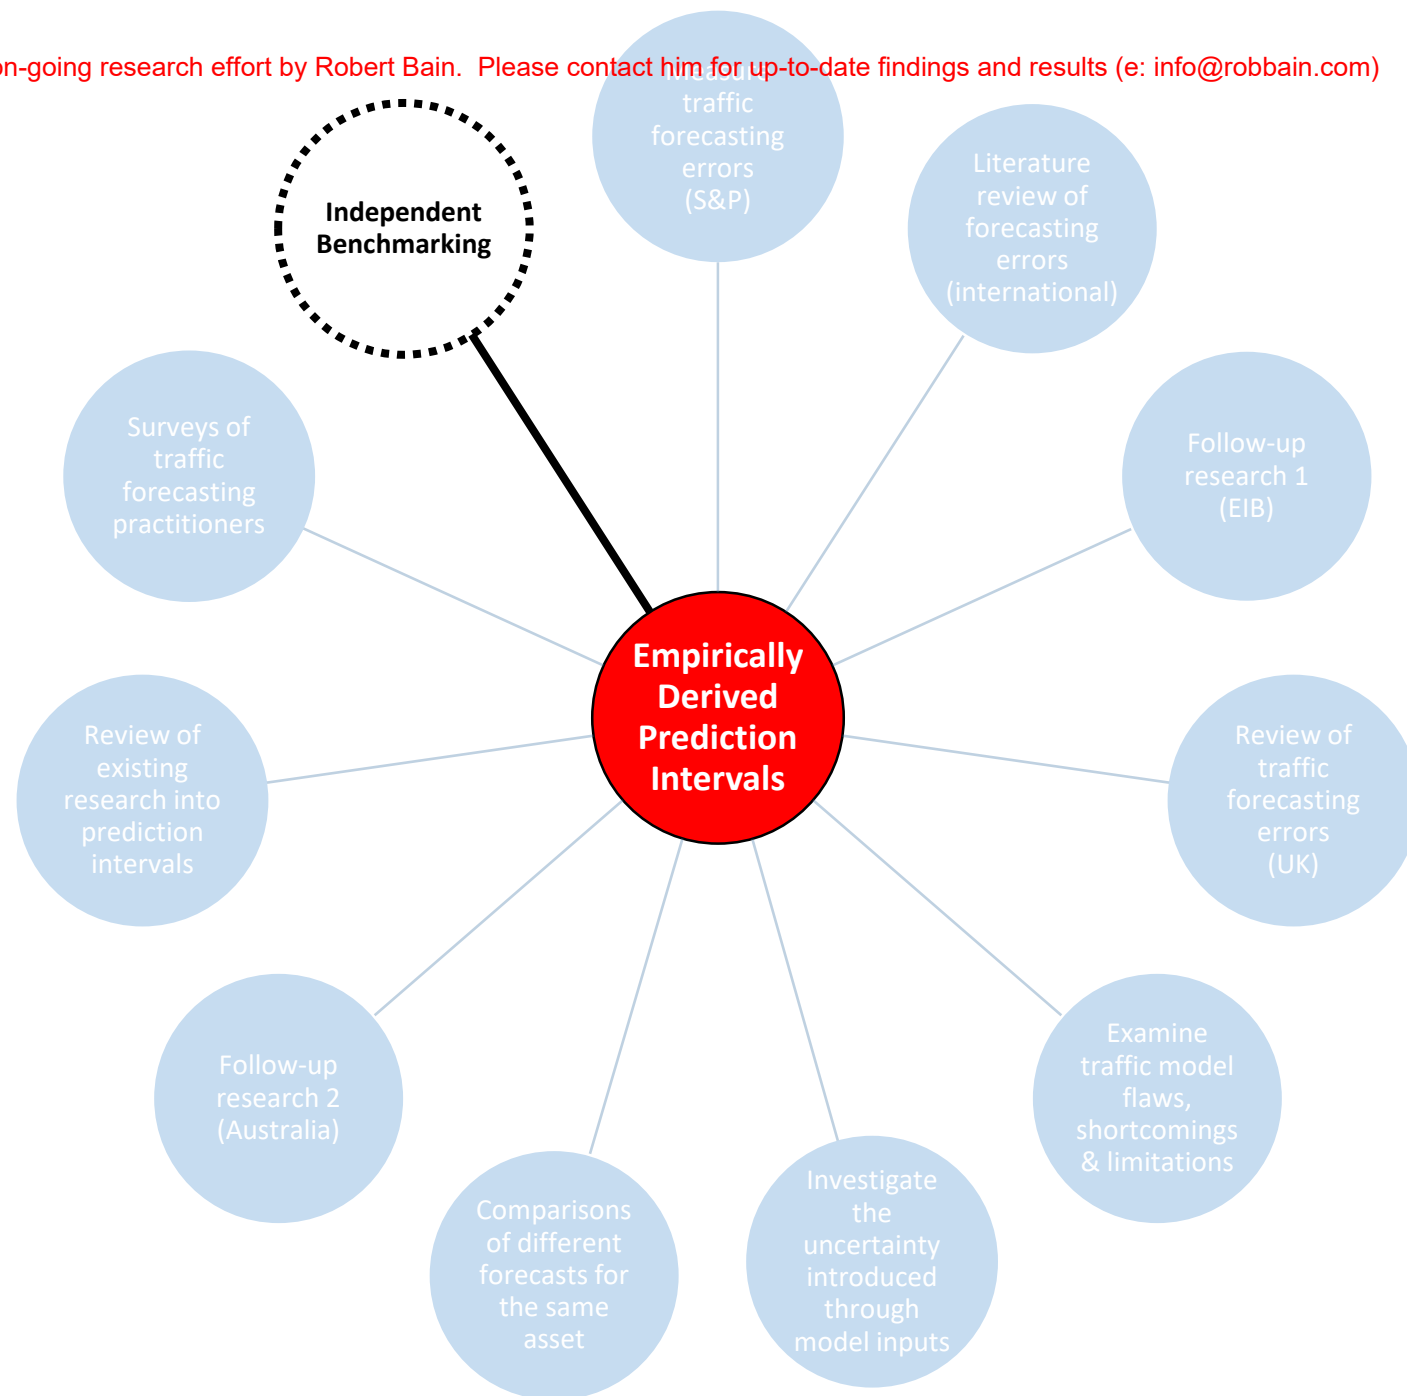 on-going research effort by Robert Bain. Please contact him for up-to-date findings and results (e: info@robbain.com)
Measure
traffic
forecasting
errors
(S&P)
Literature
review of
forecasting
errors
(international)
Independent
Benchmarking
Follow-up
research 1
(EIB)
Surveys of
traffic
forecasting
practitioners
Empirically
Derived
Prediction
Intervals
Review of
existing
research into
prediction
intervals
Review of
traffic
forecasting
errors
(UK)
Follow-up
research 2
(Australia)
Examine
traffic model
flaws,
shortcomings
& limitations
Comparisons
of different
forecasts for
the same
asset
Investigate
the
uncertainty
introduced
through
model inputs